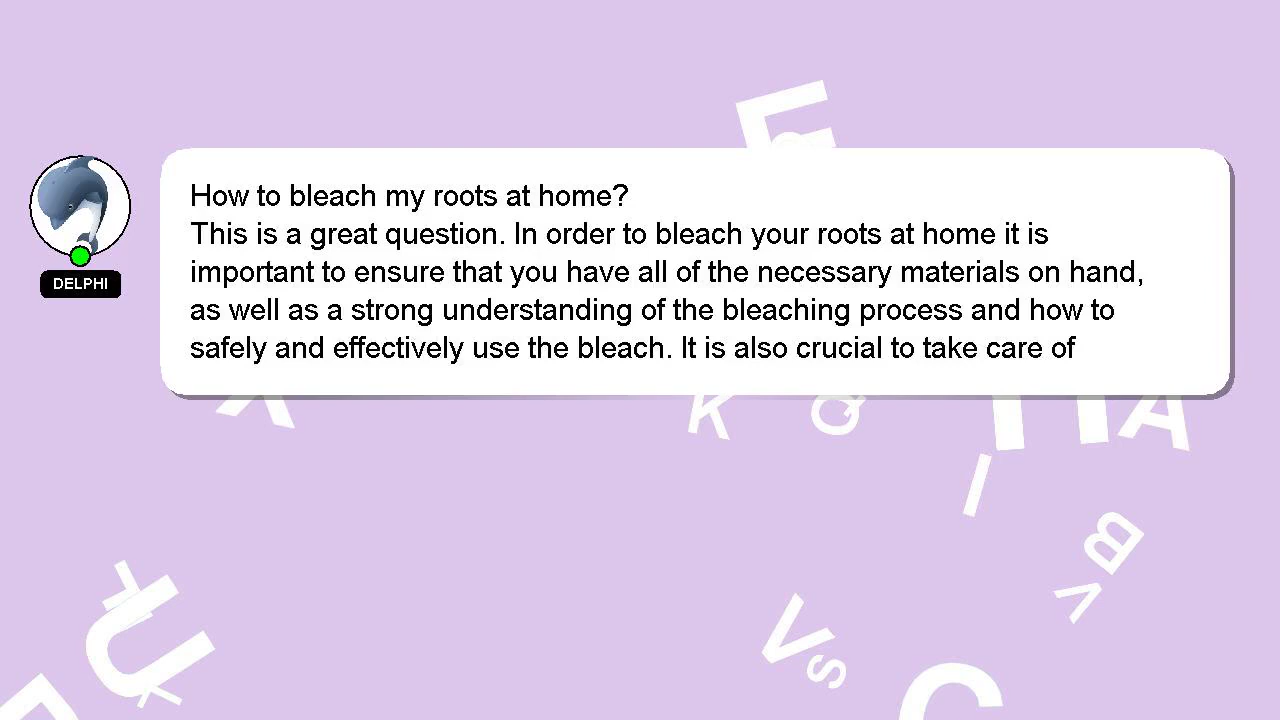 How to bleach my roots at home?
This is a great question. In order to bleach your roots at home it is
important to ensure that you have all of the necessary materials on hand,
as well as a strong understanding of the bleaching process and how to
safely and effectively use the bleach. It is also crucial to take care of
DELPHI
X
K
Q
A
I
B
V
U
V
S
C